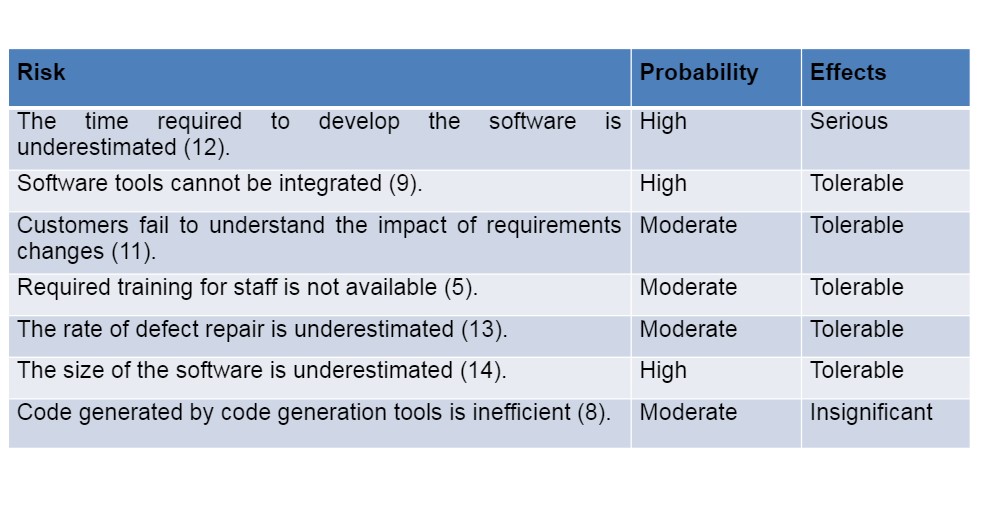 Risk Probability Effects
The time required to develop the software is High Serious
underestimated (12).
Software tools cannot be integrated (9). High Tolerable
Customers fail to understand the impact of requirements Moderate Tolerable
changes (11).
Required training for staff is not available (5). Moderate Tolerable
The rate of defect repair is underestimated (13). Moderate Tolerable
The size of the software is underestimated (14). High Tolerable
Code generated by code generation tools is inefficient (8). Moderate Insignificant